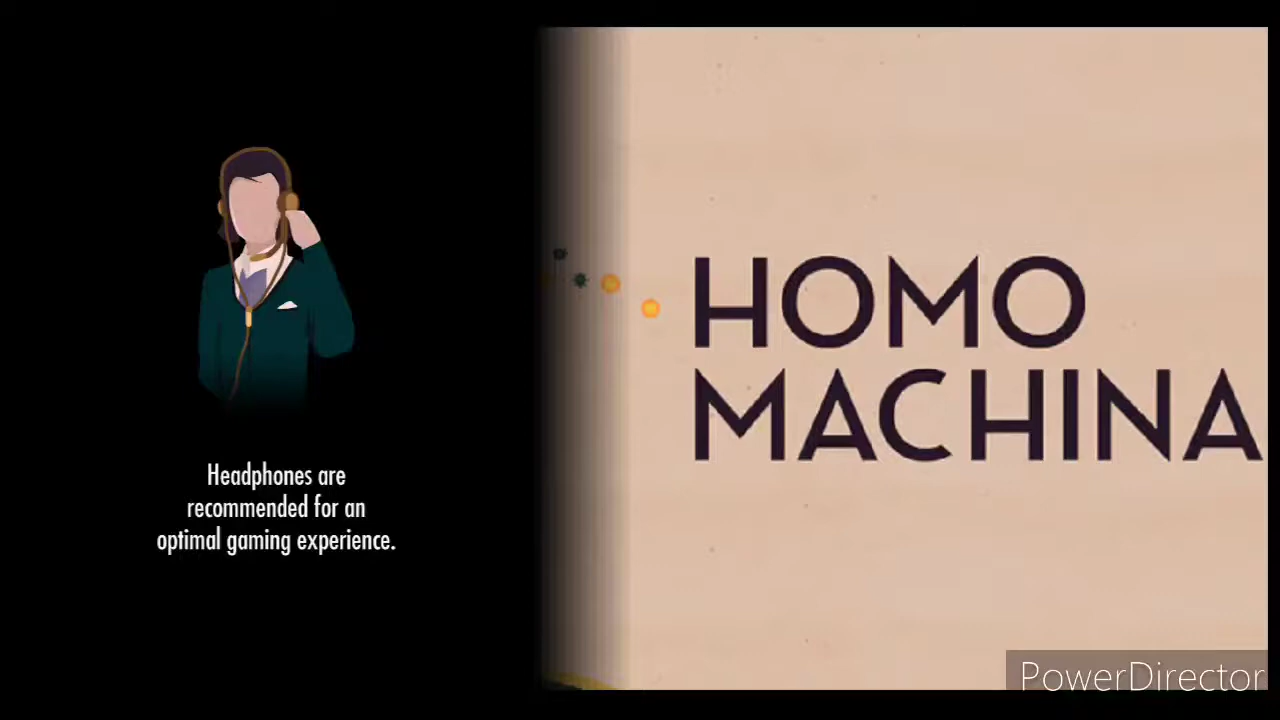 Headphones are
recommended for an
optimal gaming experience.
HOMO
MACHINA
PowerDirector